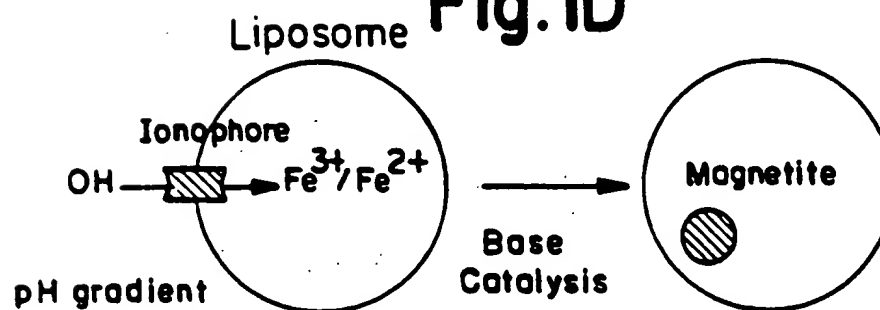 Fig. 1D
Liposome
Ionophore
OH
Fe3+/Fe2+
Magnetite
Base
Catalysis
pH gradient